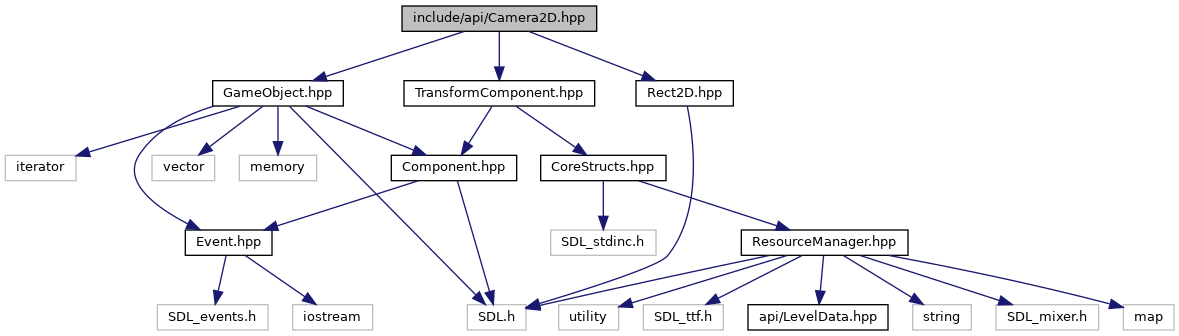 include/api/Camera2D.hpp
GameObject.hpp
TransformComponent.hpp
Rect2D.hpp
iterator
vector
memory
Component.hpp
CoreStructs.hpp
Event.hpp
SDL_stdinc.h
ResourceManager.hpp
SDL_events.h
iostream
SDL.h
utility
SDL_ttf.h
api/LevelData.hpp
string
SDL_mixer.h
map